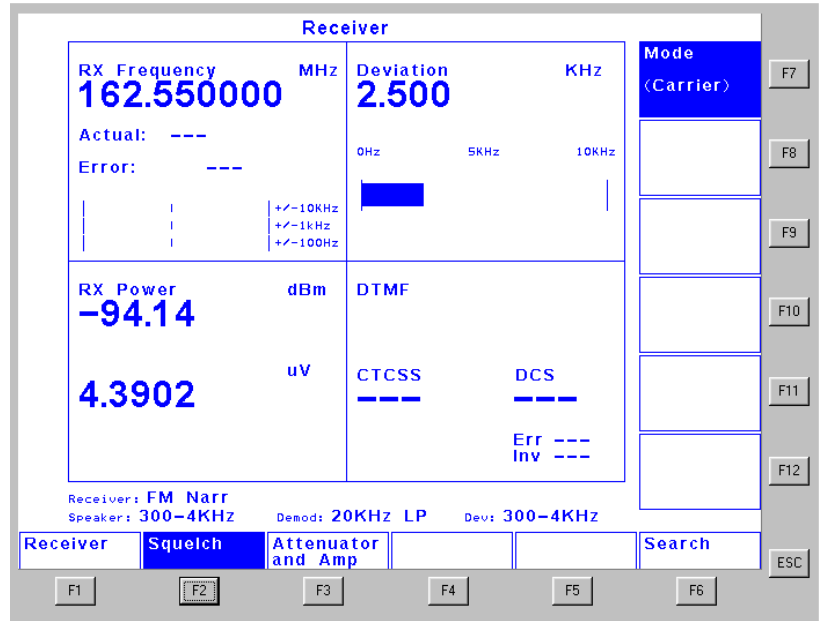 Receiver
RX Frequency MHz
162.550000
Actual: ---
Error: ---
+/-10KHz
+/-1kHz
+/-100Hz
Deviation KHz
2.500
0Hz 5KHz 10KHz
RX Power dBm
-94.14
uV
4.3902
DTMF
CTCSS DCS
--- ---
Err ---
Inv ---
Receiver: FM Narr
Speaker: 300-4KHz Demod: 20KHz LP Dev: 300-4KHz
Mode
(Carrier)
F7
F8
F9
F10
F11
F12
ESC
Receiver Squelch Attenuator
and Amp
Search
F1 F2 F3 F4 F5 F6